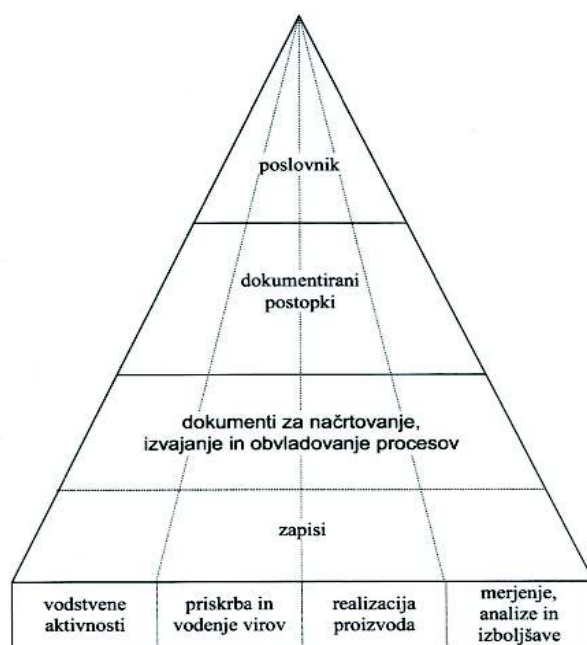 poslovnik
dokumentirani
postopki
dokumenti za načrtovanje,
izvajanje in obvladovanje procesov
zapisi
vodstvene
aktivnosti
priskrba in
vodenje virov
realizacija
proizvoda
merjenje,
analize in
izboljšave